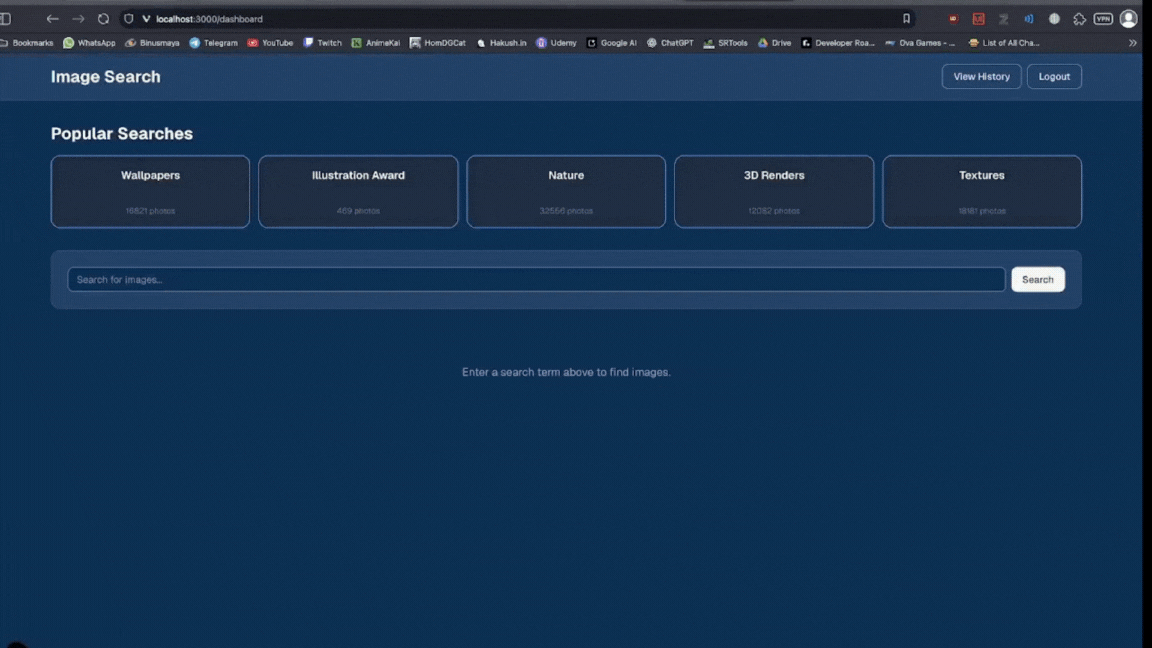 localhost:3000/dashboard
VPN
Bookmarks WhatsApp Binusmaya Telegram YouTube Twitch AnimeKai HomDGCat Hakush.in Udemy Google AI ChatGPT SRTools Drive Developer Roa... Ova Games - ... List of All Cha...
Image Search View History Logout
Popular Searches
Wallpapers Illustration Award Nature 3D Renders Textures
16821 photos 469 photos 32556 photos 12082 photos 18181 photos
Search for images... Search
Enter a search term above to find images.